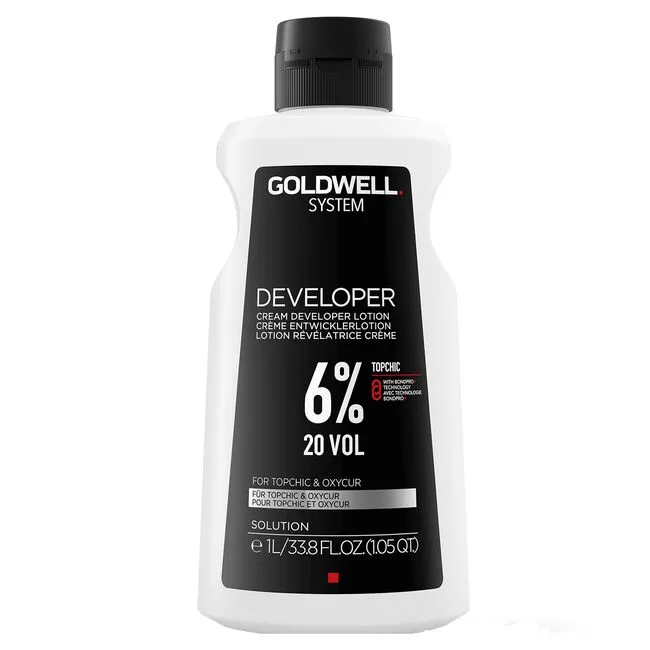 GOLDWELL.
SYSTEM
DEVELOPER
CREAM DEVELOPER LOTION
CRÈME ENTWICKLERLOTION
LOTION RÉVÉLATRICE CRÈME
6%
20 VOL
TOPCHIC
WITH BONDPRO+
TECHNOLOGY
AVEC TECHNOLOGIE
BONDPRO+
FOR TOPCHIC & OXYCUR
FÜR TOPCHIC & OXYCUR
POUR TOPCHIC ET OXYCUR
SOLUTION
℮ 1L/33.8 FL.OZ.(1.05 QT.)